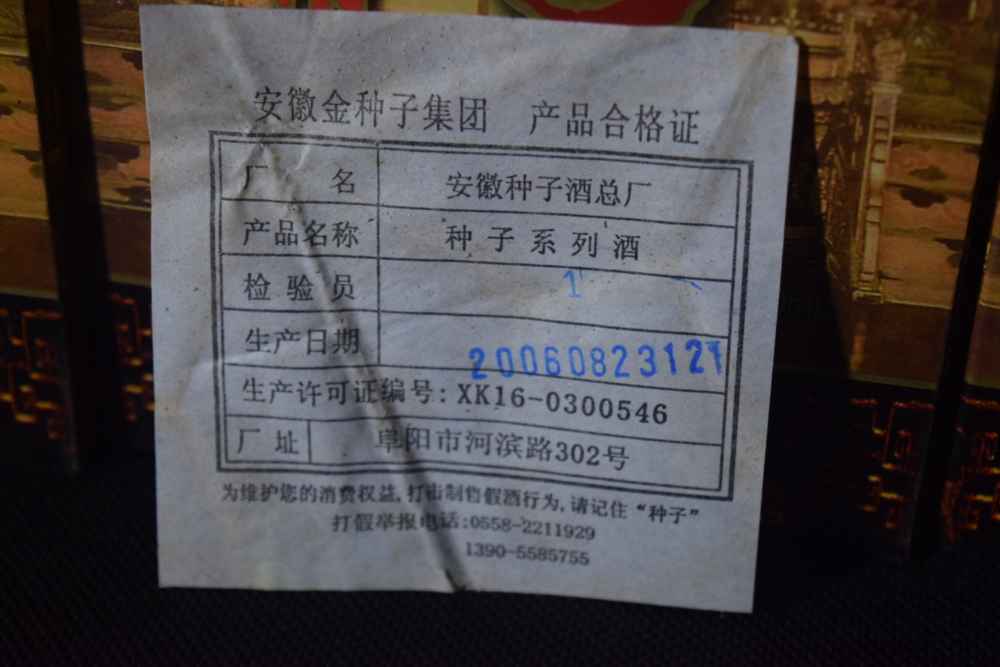 安徽金种子集团 产品合格证
厂 名 安徽种子酒总厂
产品名称 种子系列酒
检验员 1
生产日期 20060823121
生产许可证编号: XK16-0300546
厂址 阜阳市河滨路302号
为维护您的消费权益,打击制售假酒行为,请记住“种子”
打假举报电话:0558-2211929
1390-5585755